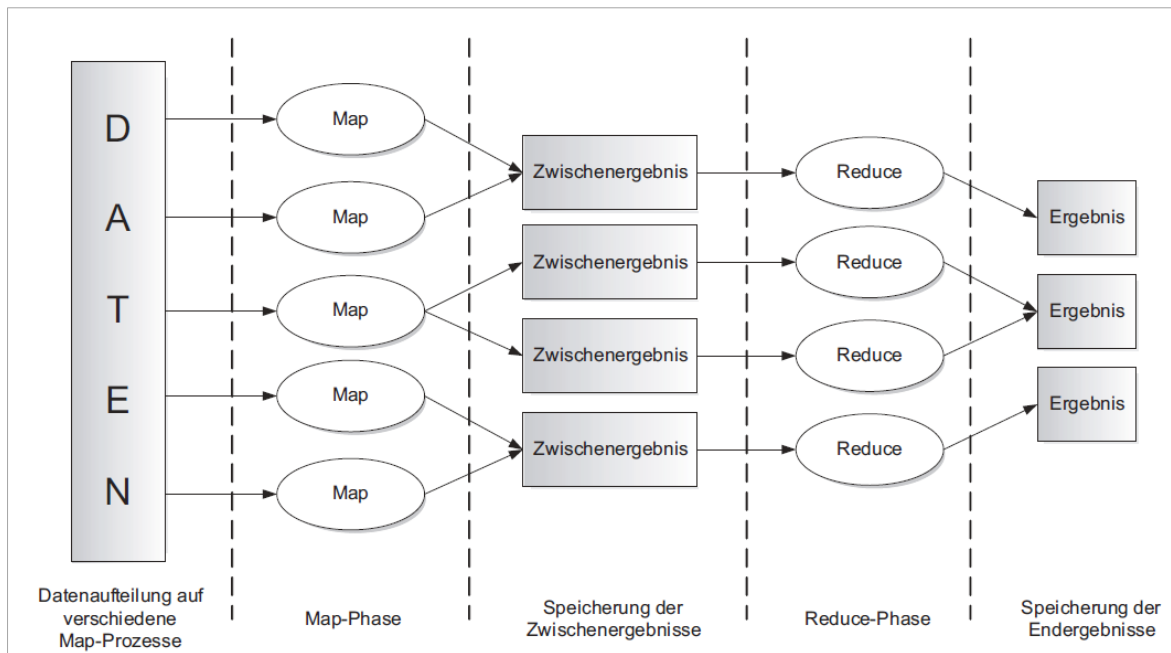 D
A
T
E
N
Map
Map
Map
Map
Map
Zwischenergebnis
Zwischenergebnis
Zwischenergebnis
Zwischenergebnis
Reduce
Reduce
Reduce
Reduce
Ergebnis
Ergebnis
Ergebnis
Datenaufteilung auf
verschiedene
Map-Prozesse
Map-Phase
Speicherung der
Zwischenergebnisse
Reduce-Phase
Speicherung der
Endergebnisse